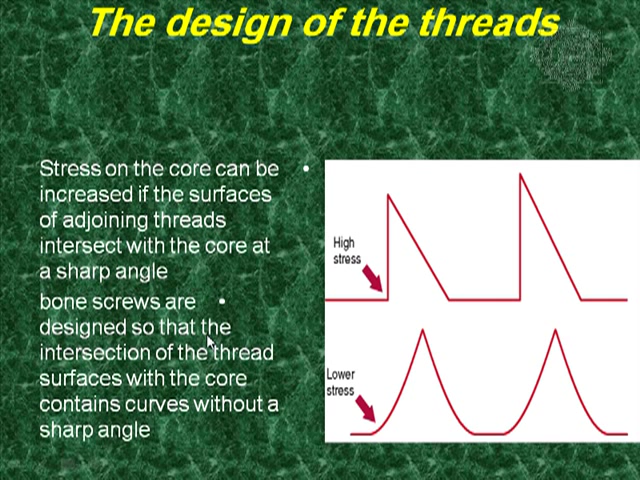 The design of the threads
Stress on the core can be
increased if the surfaces
of adjoining threads
intersect with the core at
a sharp angle
bone screws are
designed so that the
intersection of the thread
surfaces with the core
contains curves without a
sharp angle
High
stress
Lower
stress